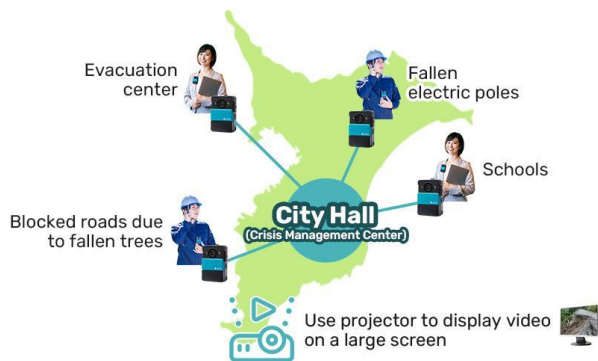 Evacuation
center
Fallen
electric poles
Schools
City Hall
(Crisis Management Center)
Blocked roads due
to fallen trees
Use projector to display video
on a large screen